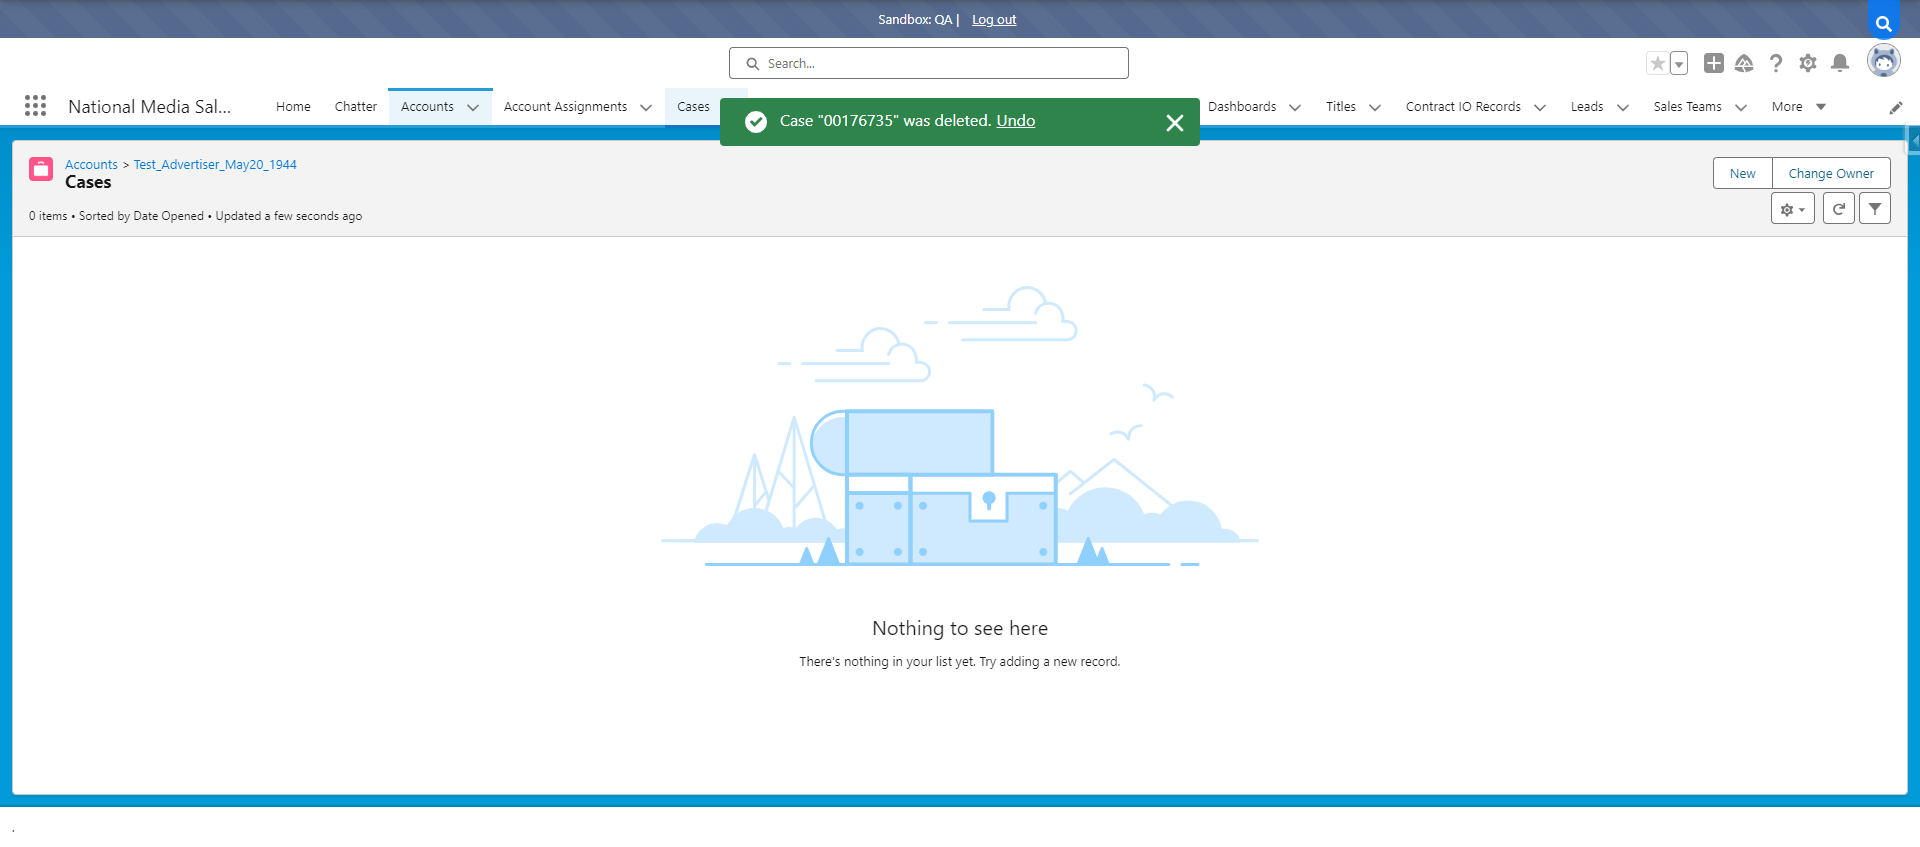 Sandbox: QA | Log out
Search...
National Media Sal...
Home
Chatter
Accounts
Account Assignments
Cases
Dashboards
Titles
Contract IO Records
Leads
Sales Teams
More
Case "00176735" was deleted. Undo
Accounts > Test_Advertiser_May20_1944
Cases
New
Change Owner
0 items • Sorted by Date Opened • Updated a few seconds ago
Nothing to see here
There's nothing in your list yet. Try adding a new record.
.